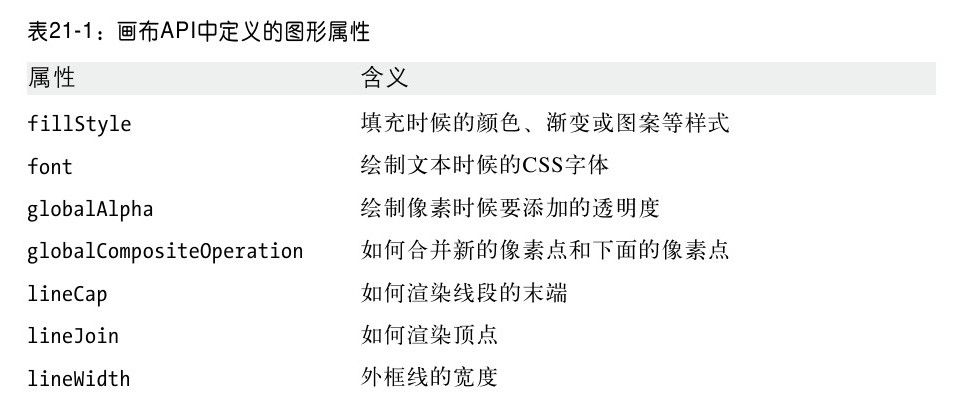 表21-1：画布API中定义的图形属性
属性 含义
fillStyle 填充时候的颜色、渐变或图案等样式
font 绘制文本时候的CSS字体
globalAlpha 绘制像素时候要添加的透明度
globalCompositeOperation 如何合并新的像素点和下面的像素点
lineCap 如何渲染线段的末端
lineJoin 如何渲染顶点
lineWidth 外框线的宽度